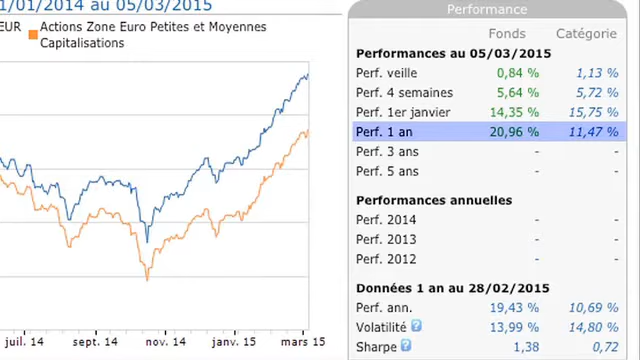 1/01/2014 au 05/03/2015
EUR Actions Zone Euro Petites et Moyennes
Capitalisations
juil. 14 sept. 14 nov. 14 janv. 15 mars 15
Performance
Fonds Catégorie
Performances au 05/03/2015
Perf. veille 0,84 % 1,13 %
Perf. 4 semaines 5,64 % 5,72 %
Perf. 1er janvier 14,35 % 15,75 %
Perf. 1 an 20,96 % 11,47 %
Perf. 3 ans - -
Perf. 5 ans - -
Performances annuelles
Perf. 2014 - -
Perf. 2013 - -
Perf. 2012 - -
Données 1 an au 28/02/2015
Perf. ann. 19,43 % 10,69 %
Volatilité ? 13,99 % 14,80 %
Sharpe ? 1,38 0,72